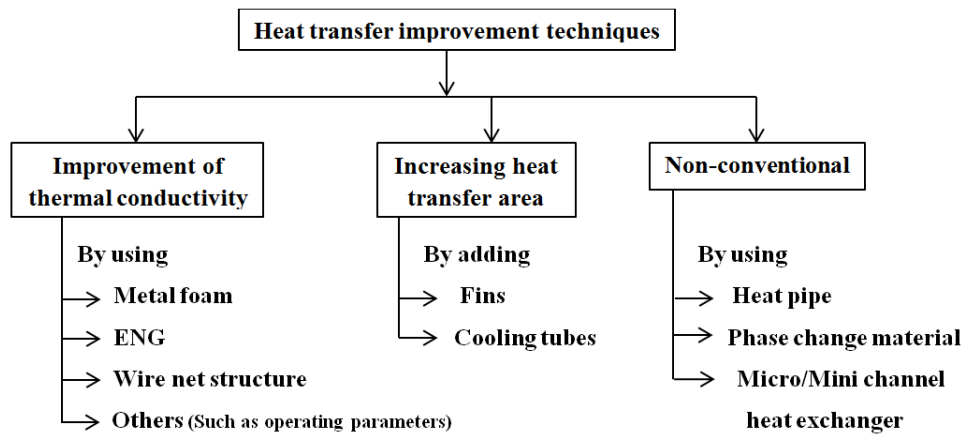 Heat transfer improvement techniques
Improvement of
thermal conductivity
By using
Metal foam
ENG
Wire net structure
Others (Such as operating parameters)
Increasing heat
transfer area
By adding
Fins
Cooling tubes
Non-conventional
By using
Heat pipe
Phase change material
Micro/Mini channel
heat exchanger